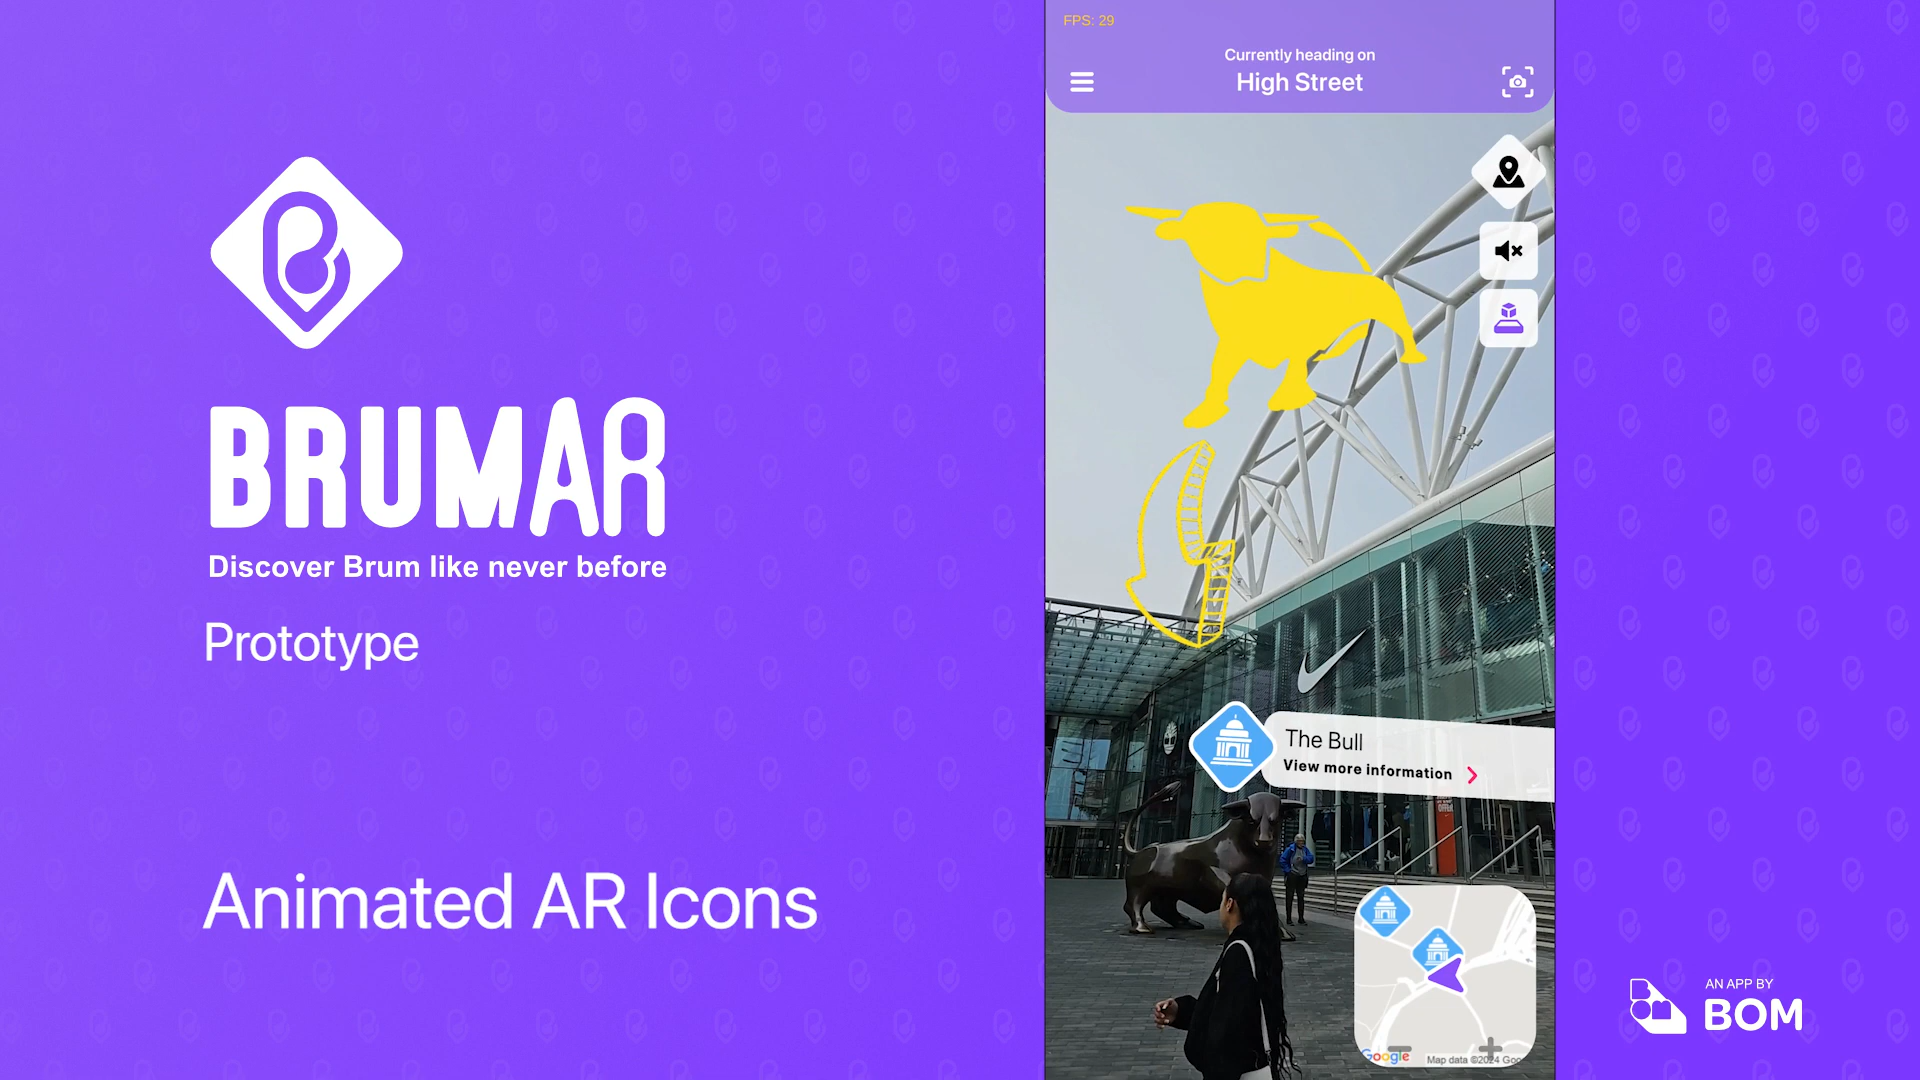 BRUMAR
Discover Brum like never before
Prototype
Animated AR Icons
FPS: 29
Currently heading on
High Street
The Bull
View more information
OFFER
Google
Map data ©2024
AN APP BY
BOM